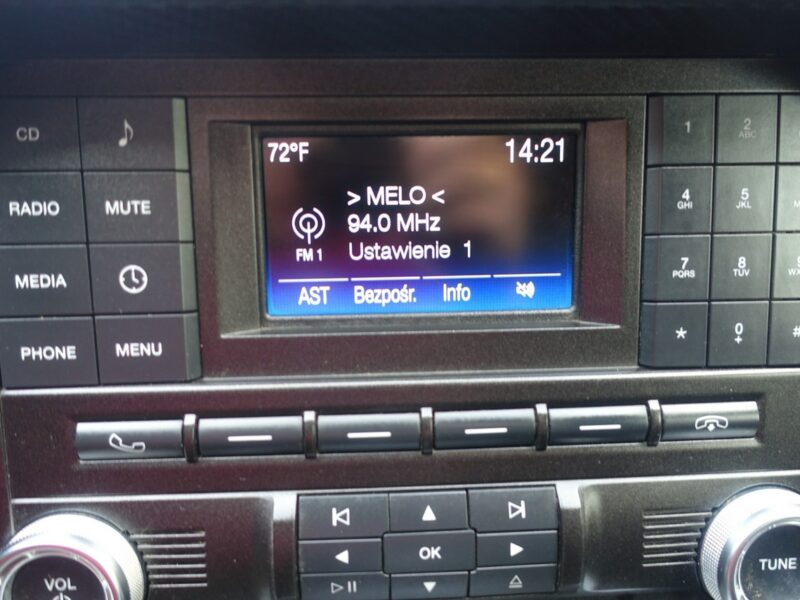 72°F 14:21
> MELO <
94.0 MHz
FM 1 Ustawienie 1
AST Bezpośr. Info
CD
RADIO MUTE
MEDIA
PHONE MENU
1 2 ABC
4 GHI 5 JKL
7 PQRS 8 TUV
* 0 + #
OK
VOL
TUNE